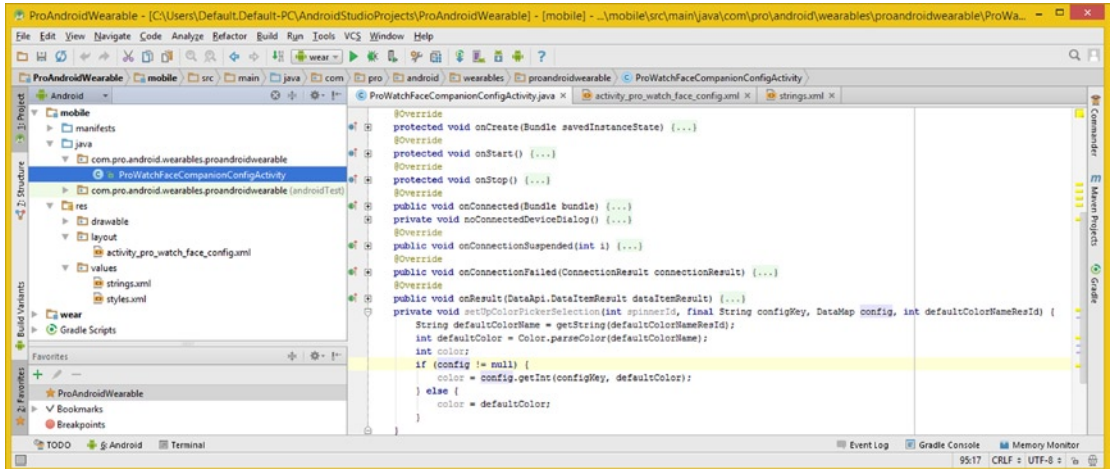 ProAndroidWearable - [C:\Users\Default.Default-PC\AndroidStudioProjects\ProAndroidWearable] - [mobile] - ...\mobile\src\main\java\com\pro\android\wearables\proandroidwearable\ProWa...
File Edit View Navigate Code Analyze Refactor Build Run Tools VCS Window Help
wear
ProAndroidWearable mobile src main java com pro android wearables proandroidwearable ProWatchFaceCompanionConfigActivity
1: Project
2: Structure
Build Variants
2: Favorites
Android
mobile
manifests
java
com.pro.android.wearables.proandroidwearable
ProWatchFaceCompanionConfigActivity
com.pro.android.wearables.proandroidwearable (androidTest)
res
drawable
layout
activity_pro_watch_face_config.xml
values
strings.xml
styles.xml
wear
Gradle Scripts
Favorites
ProAndroidWearable
Bookmarks
Breakpoints
ProWatchFaceCompanionConfigActivity.java × activity_pro_watch_face_config.xml × strings.xml ×
@Override
protected void onCreate(Bundle savedInstanceState) {...}
@Override
protected void onStart() {...}
@Override
protected void onStop() {...}
@Override
public void onConnected(Bundle bundle) {...}
private void noConnectedDeviceDialog() {...}
@Override
public void onConnectionSuspended(int i) {...}
@Override
public void onConnectionFailed(ConnectionResult connectionResult) {...}
@Override
public void onResult(DataApi.DataItemResult dataItemResult) {...}
private void setUpColorPickerSelection(int spinnerId, final String configKey, DataMap config, int defaultColorNameResId) {
String defaultColorName = getString(defaultColorNameResId);
int defaultColor = Color.parseColor(defaultColorName);
int color;
if (config != null) {
color = config.getInt(configKey, defaultColor);
} else {
color = defaultColor;
}
}
Commander
Maven Projects
Gradle
TODO 6: Android Terminal Event Log Gradle Console Memory Monitor
95:17 CRLF UTF-8